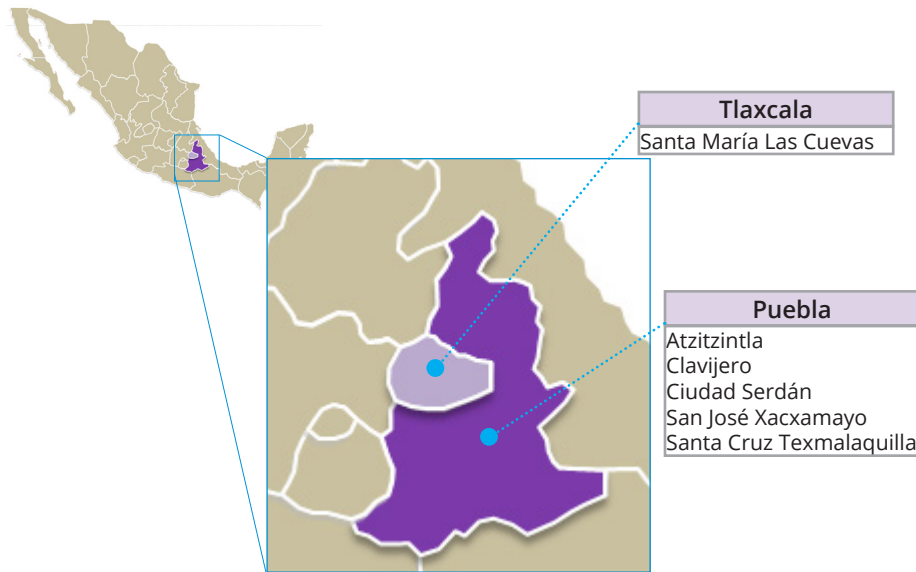 Tlaxcala
Santa María Las Cuevas
Puebla
Atzitzintla
Clavijero
Ciudad Serdán
San José Xacxamayo
Santa Cruz Texmalaquilla